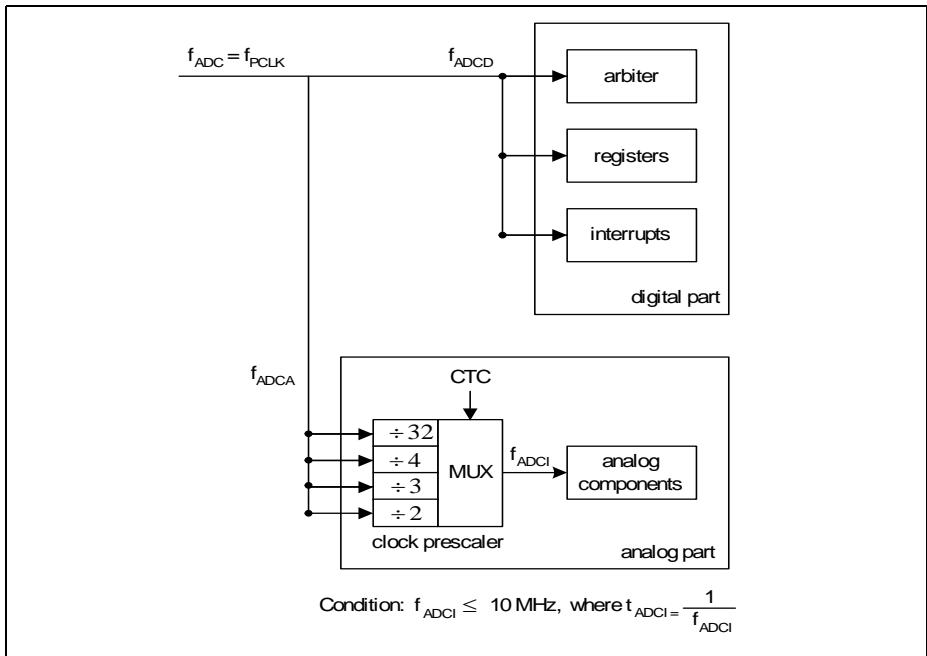 f_ADC = f_PCLK
f_ADCD
arbiter
registers
interrupts
digital part
f_ADCA
CTC
÷ 32
÷ 4
÷ 3
÷ 2
MUX
f_ADCI
analog
components
clock prescaler
analog part
Condition: f_ADCI ≤ 10 MHz, where t_ADCI = 1/f_ADCI